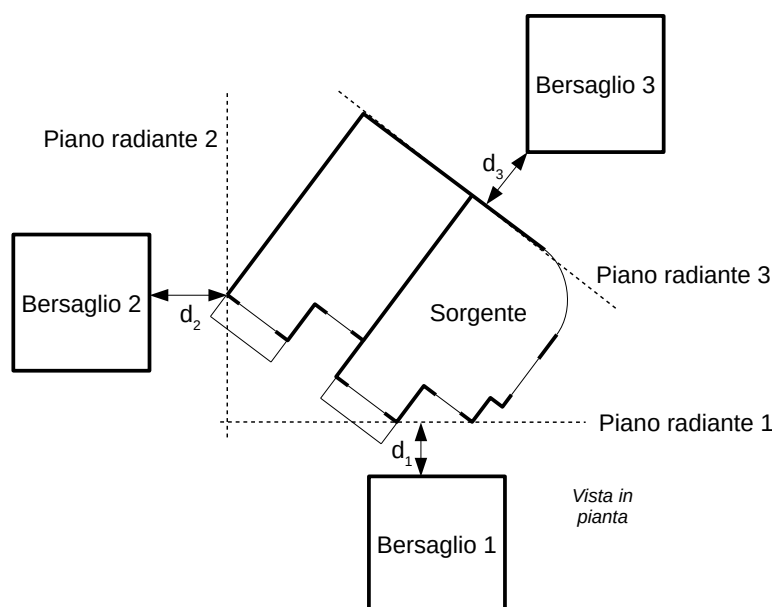 Bersaglio 3
Piano radiante 2
d3
Piano radiante 3
Bersaglio 2
d2
Sorgente
Piano radiante 1
d1
Vista in
pianta
Bersaglio 1